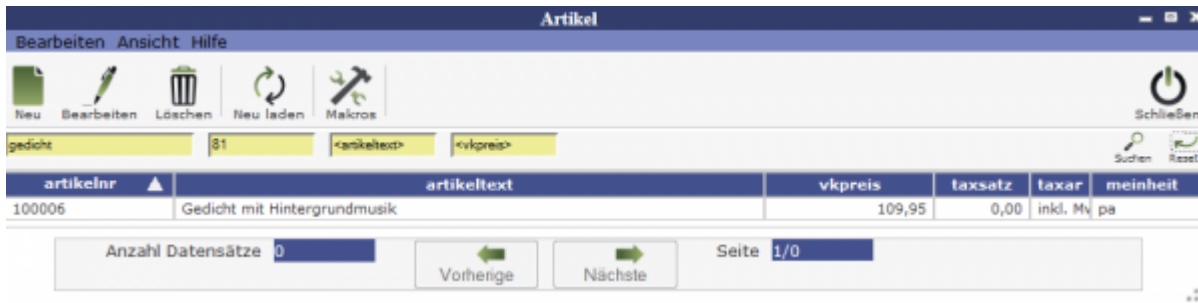 Artikel
Bearbeiten Ansicht Hilfe
Neu Bearbeiten Löschen Neu laden Makros Schließen
gedicht 81 <artikeltext> <vkpreis> Suchen Reset
artikelnr artikeltext vkpreis taxsatz taxar meinheit
100006 Gedicht mit Hintergrundmusik 109,95 0,00 inkl. Mv pa
Anzahl Datensätze 0 Vorherige Nächste Seite 1/0